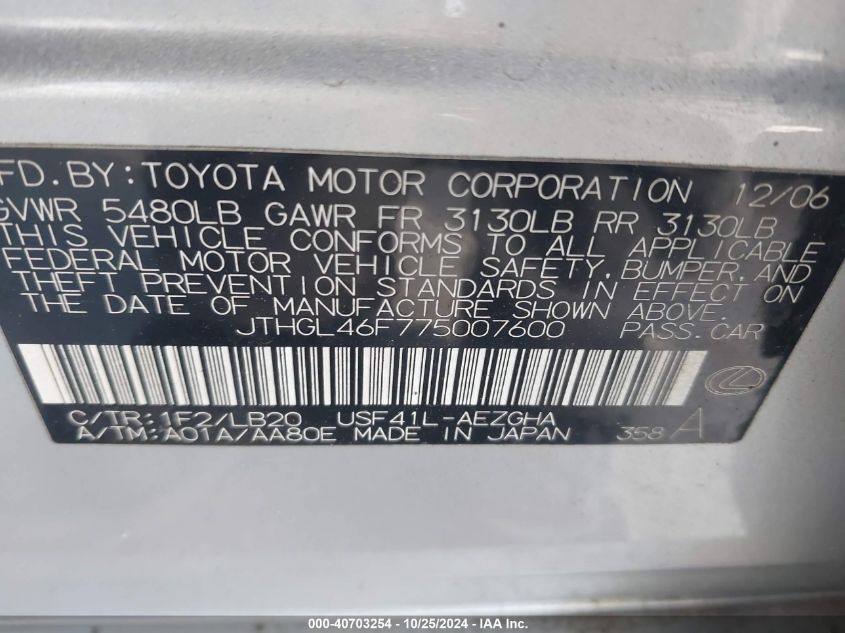 FD. BY: TOYOTA MOTOR CORPORATION 12/06
GVWR 5480LB GAWR FR 3130LB RR 3130LB
THIS VEHICLE CONFORMS TO ALL APPLICABLE
FEDERAL MOTOR VEHICLE SAFETY, BUMPER, AND
THEFT PREVENTION STANDARDS IN EFFECT ON
THE DATE OF MANUFACTURE SHOWN ABOVE.
JTHGL46F775007600 PASS. CAR
C/TR: 1F2/LB20 USF41L-AEZGHA
A/TM: A01A/AA80E MADE IN JAPAN 358 A
000-40703254 - 10/25/2024 - IAA Inc.